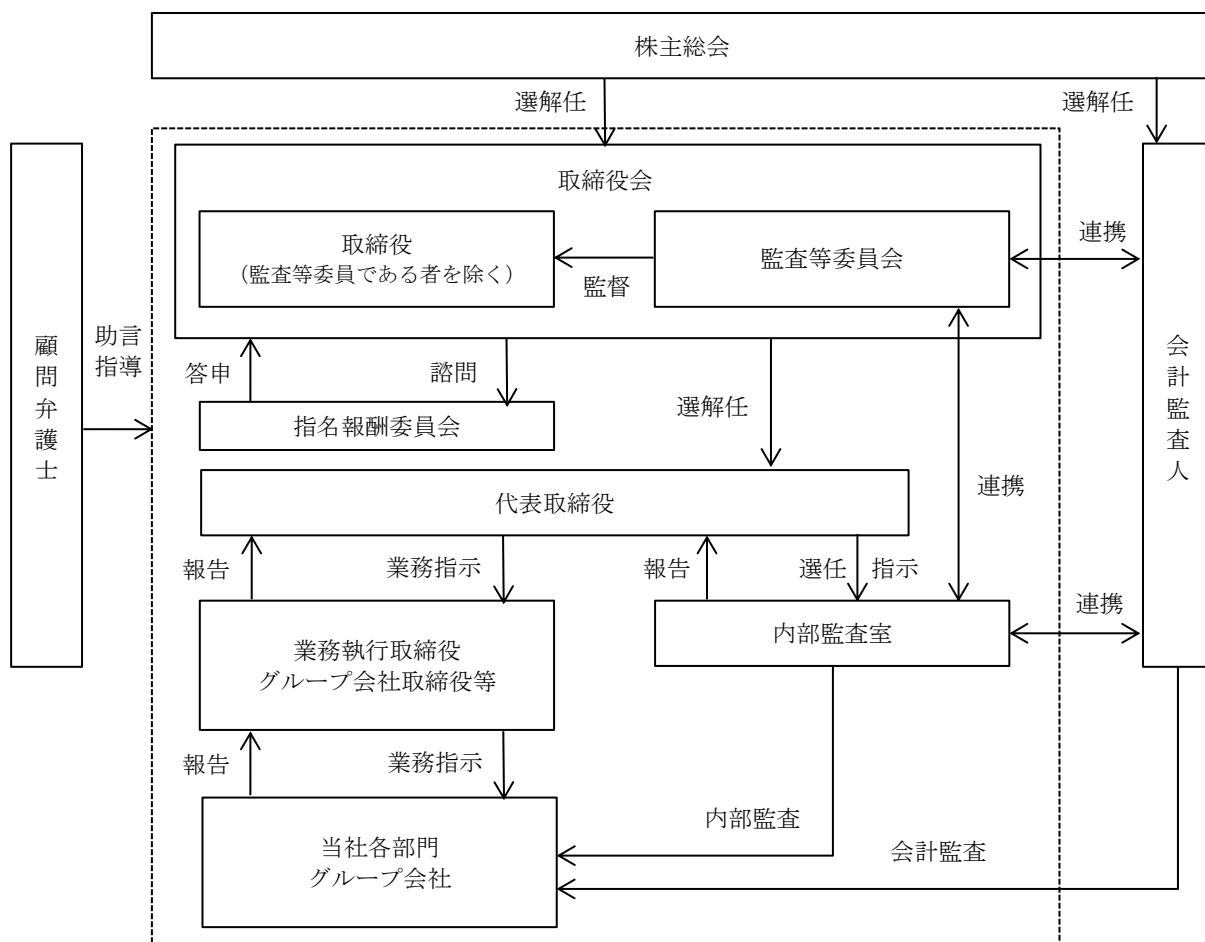 株主総会
選解任
選解任
取締役会
取締役
（監査等委員である者を除く）
監督
監査等委員会
連携
顧問弁護士
助言
指導
会計監査人
答申
諮問
選解任
指名報酬委員会
連携
代表取締役
報告
業務指示
報告
選任
指示
連携
業務執行取締役
グループ会社取締役等
内部監査室
報告
業務指示
内部監査
会計監査
当社各部門
グループ会社